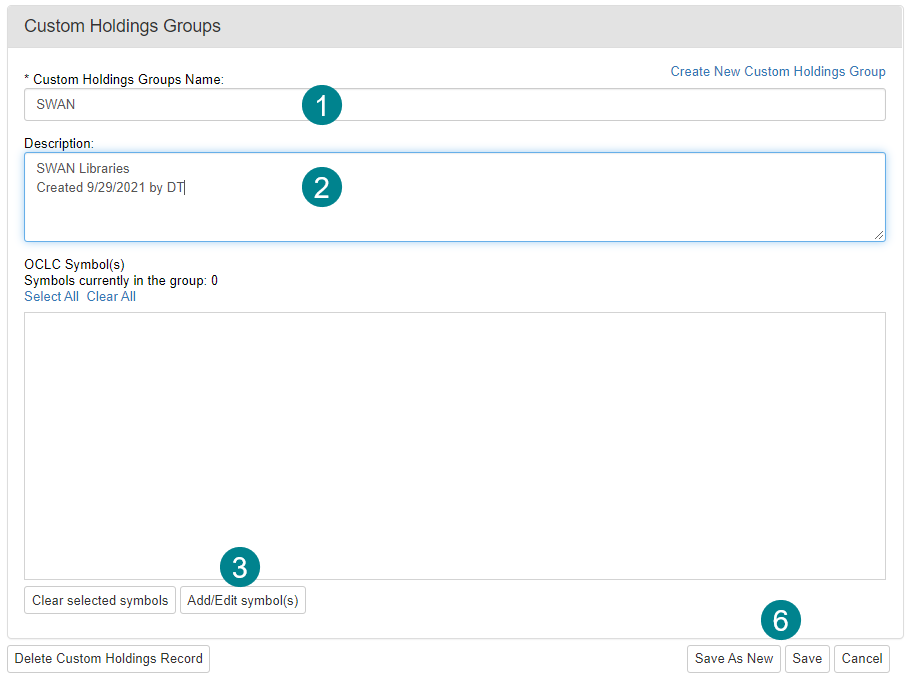 Custom Holdings Groups
Create New Custom Holdings Group
* Custom Holdings Groups Name:
SWAN
1
Description:
SWAN Libraries
Created 9/29/2021 by DT
2
OCLC Symbol(s)
Symbols currently in the group: 0
Select All Clear All
3
Clear selected symbols Add/Edit symbol(s)
6
Delete Custom Holdings Record Save As New Save Cancel